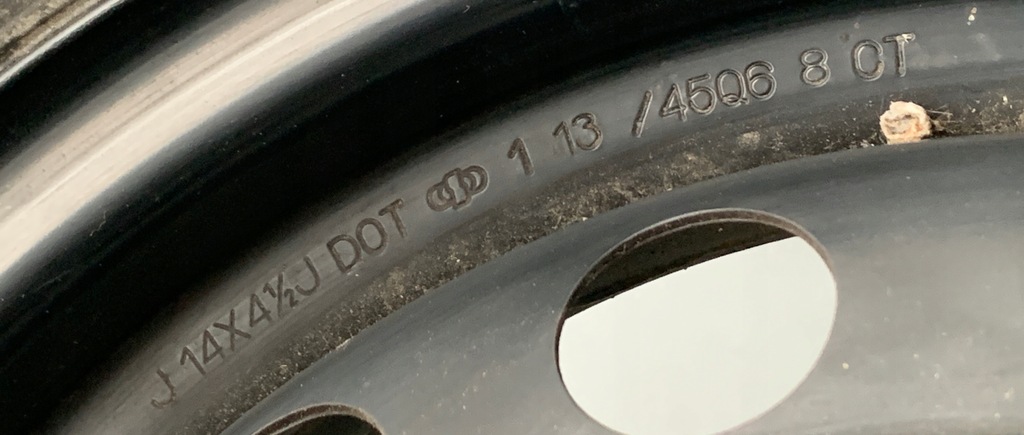 J 14X4½J DOT 1 13 /45Q6 8 CT